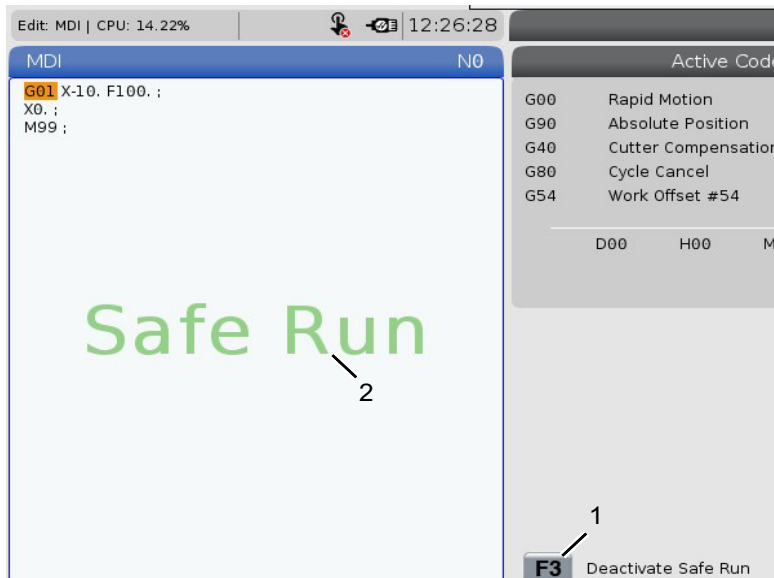 Edit: MDI | CPU: 14.22%
12:26:28
MDI N0
G01 X-10. F100. ;
X0. ;
M99 ;
Safe Run
2
Active Code
G00 Rapid Motion
G90 Absolute Position
G40 Cutter Compensation
G80 Cycle Cancel
G54 Work Offset #54
D00 H00 M
1
F3 Deactivate Safe Run